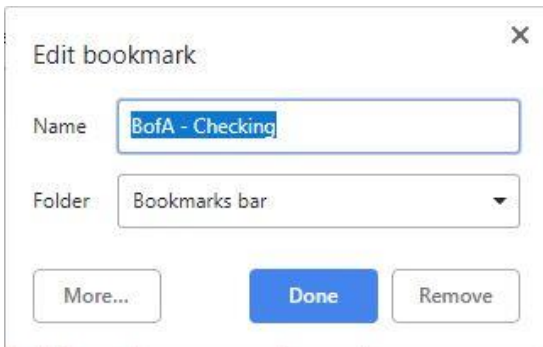 Edit bookmark
Name BofA - Checking
Folder Bookmarks bar
More... Done Remove